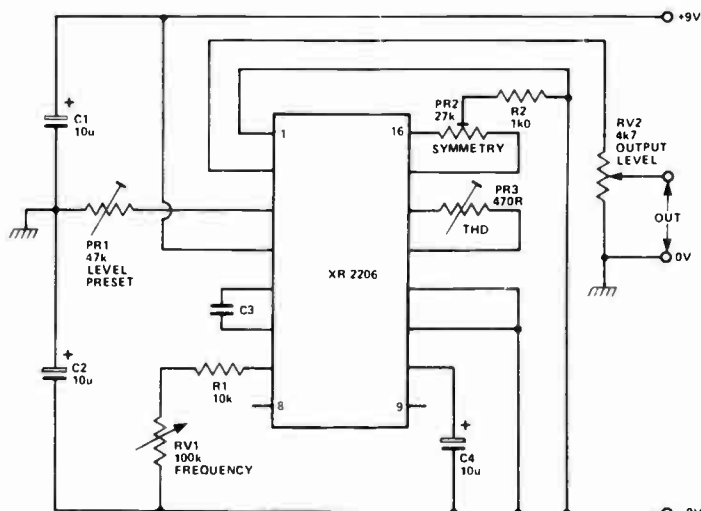 +9V
C1
10u
+
1
16
PR2
27k
SYMMETRY
R2
1k0
RV2
4k7
OUTPUT
LEVEL
PR1
47k
LEVEL
PRESET
PR3
470R
THD
OUT
0V
XR 2206
C3
C2
10u
+
R1
10k
8
9
RV1
100k
FREQUENCY
C4
10u
+
-9V